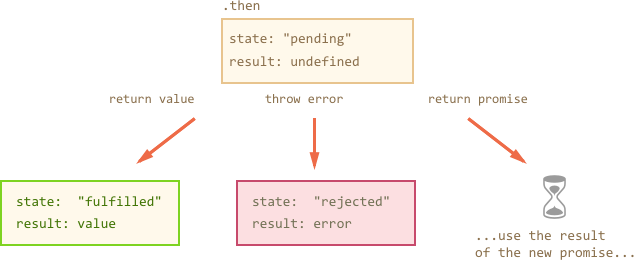 .then
state: "pending"
result: undefined
return value
throw error
return promise
state:  "fulfilled"
result: value
state:  "rejected"
result: error
...use the result
of the new promise...